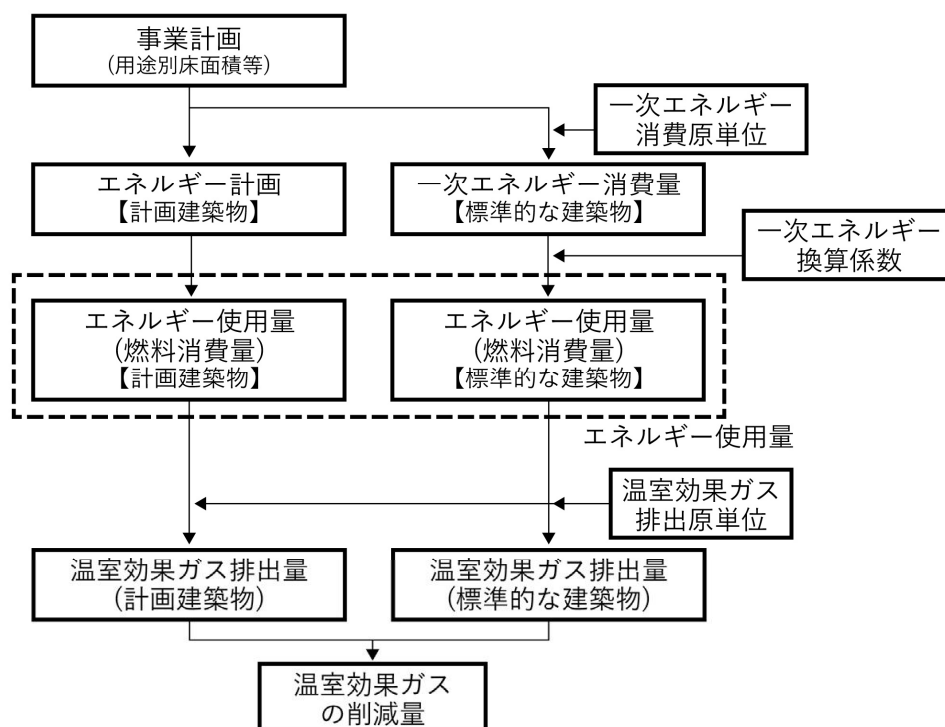 事業計画
(用途別床面積等)
一次エネルギー
消費原単位
エネルギー計画
【計画建築物】
一次エネルギー消費量
【標準的な建築物】
一次エネルギー
換算係数
エネルギー使用量
(燃料消費量)
【計画建築物】
エネルギー使用量
(燃料消費量)
【標準的な建築物】
エネルギー使用量
温室効果ガス
排出原単位
温室効果ガス排出量
(計画建築物)
温室効果ガス排出量
(標準的な建築物)
温室効果ガス
の削減量